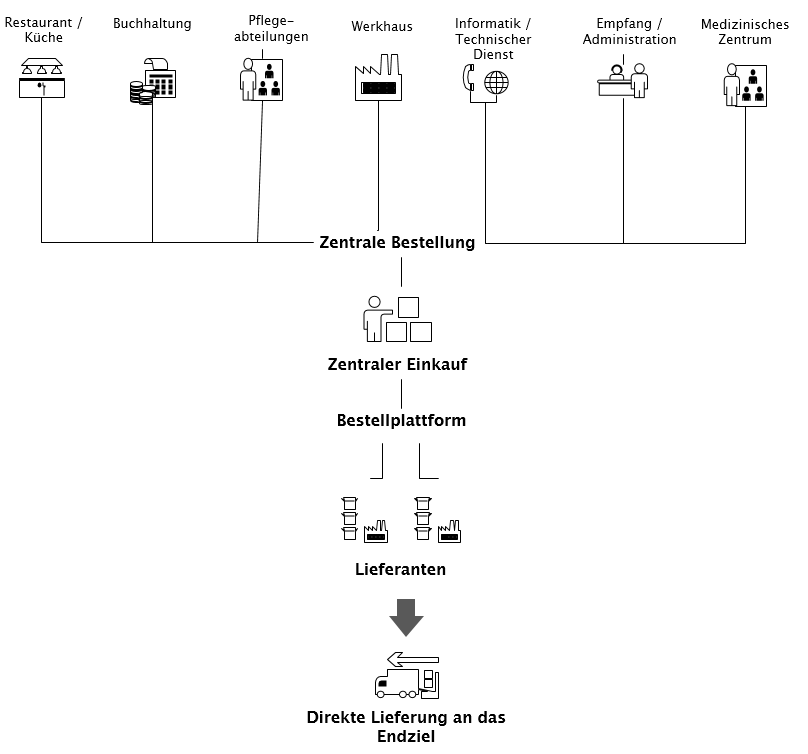 Restaurant /
Küche
Buchhaltung
Pflege-
abteilungen
Werkhaus
Informatik /
Technischer
Dienst
Empfang /
Administration
Medizinisches
Zentrum
Zentrale Bestellung
Zentraler Einkauf
Bestellplattform
Lieferanten
Direkte Lieferung an das
Endziel